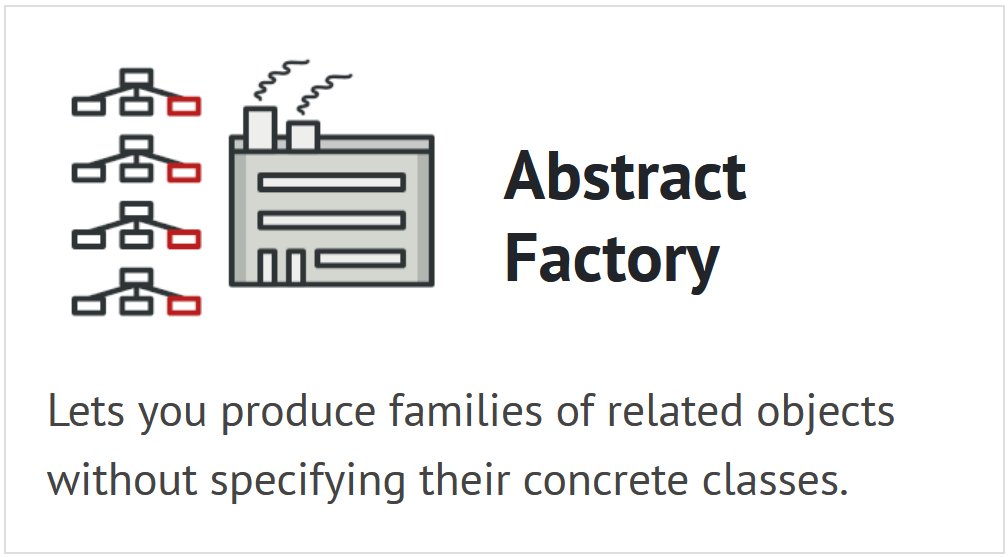 Abstract
Factory
Lets you produce families of related objects
without specifying their concrete classes.